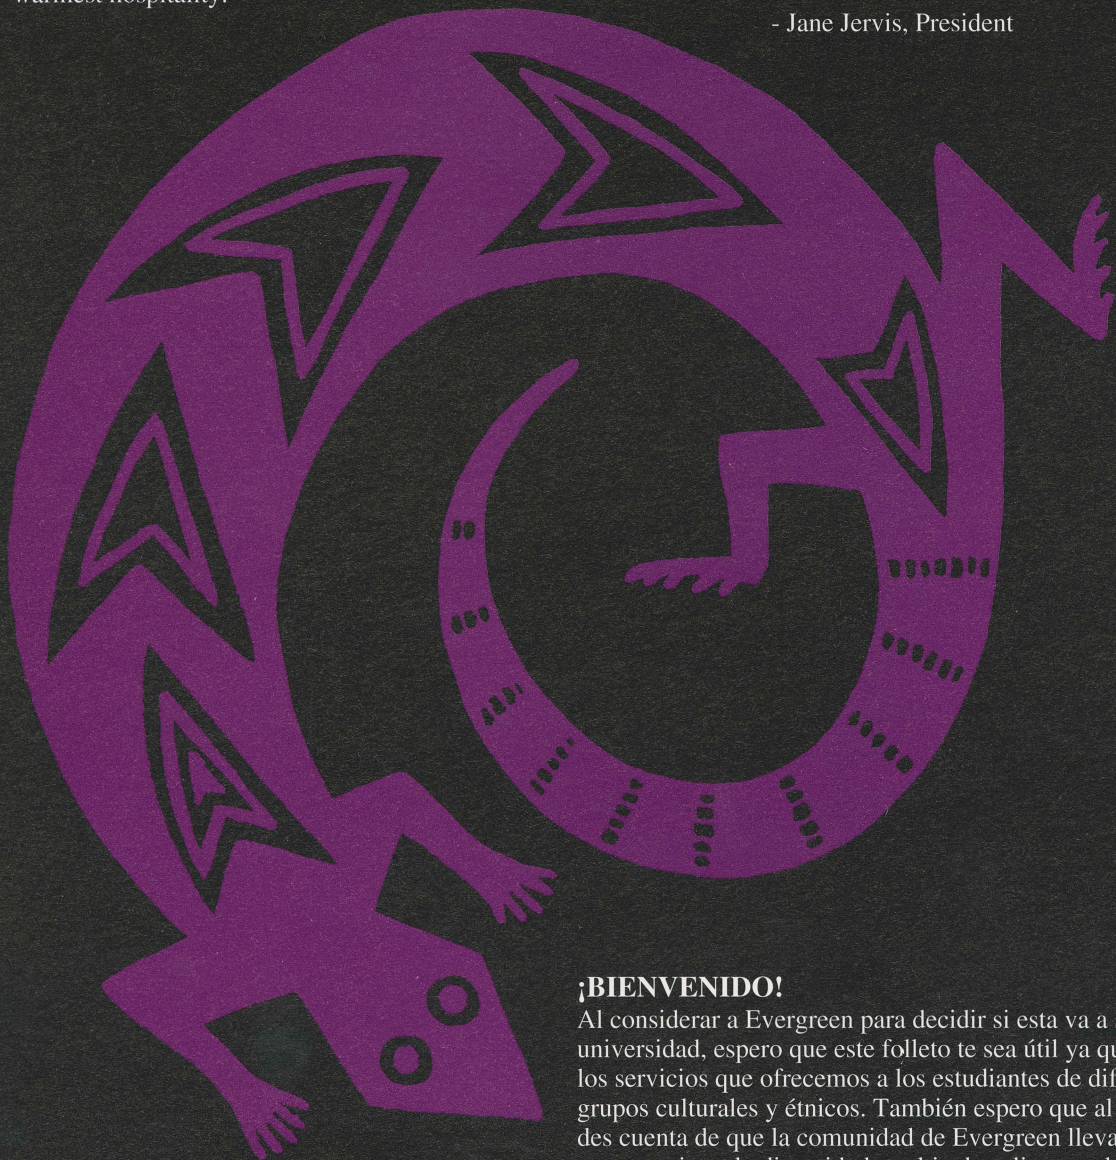 warmest hospitality.
- Jane Jervis, President
¡BIENVENIDO!
Al considerar a Evergreen para decidir si esta va a
universidad, espero que este folleto te sea útil ya
los servicios que ofrecemos a los estudiantes de
grupos culturales y étnicos. También espero que al
des cuenta de que la comunidad de Evergreen